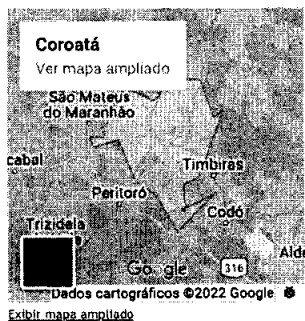 Coroatá
Ver mapa ampliado
São Mateus
do Maranhão
cabal
Timbiras
Peritoró
Codó
Trizidela
Google
316
Alda
Dados cartográficos ©2022 Google
Exibir mapa ampliado